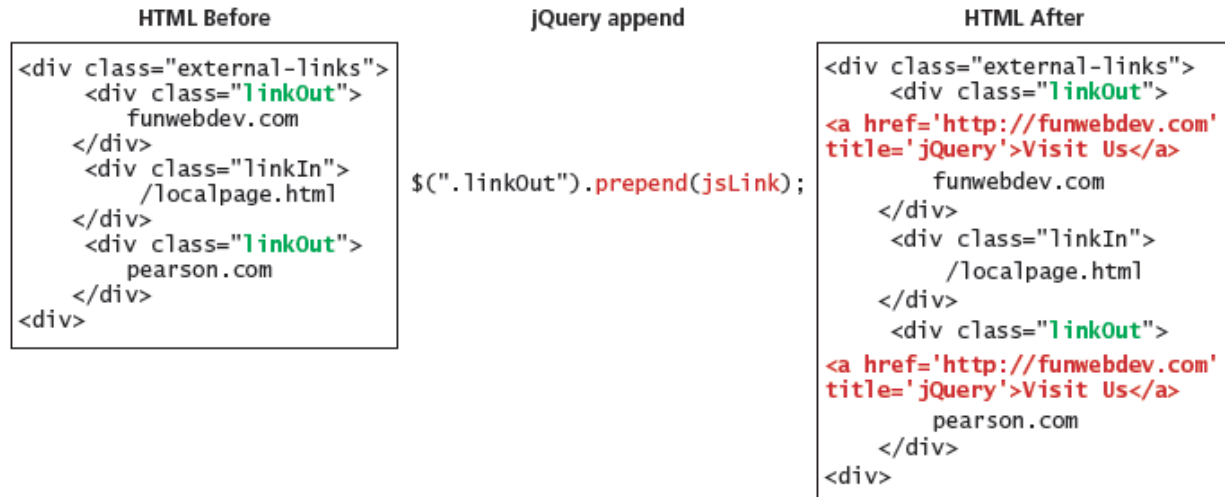 HTML Before
<div class="external-links">
<div class="linkOut">
funwebdev.com
</div>
<div class="linkIn">
/localpage.html
</div>
<div class="linkOut">
pearson.com
</div>
<div>
jQuery append
$(".linkOut").prepend(jsLink);
HTML After
<div class="external-links">
<div class="linkOut">
<a href='http://funwebdev.com'
title='jQuery'>Visit Us</a>
funwebdev.com
</div>
<div class="linkIn">
/localpage.html
</div>
<div class="linkOut">
<a href='http://funwebdev.com'
title='jQuery'>Visit Us</a>
pearson.com
</div>
<div>